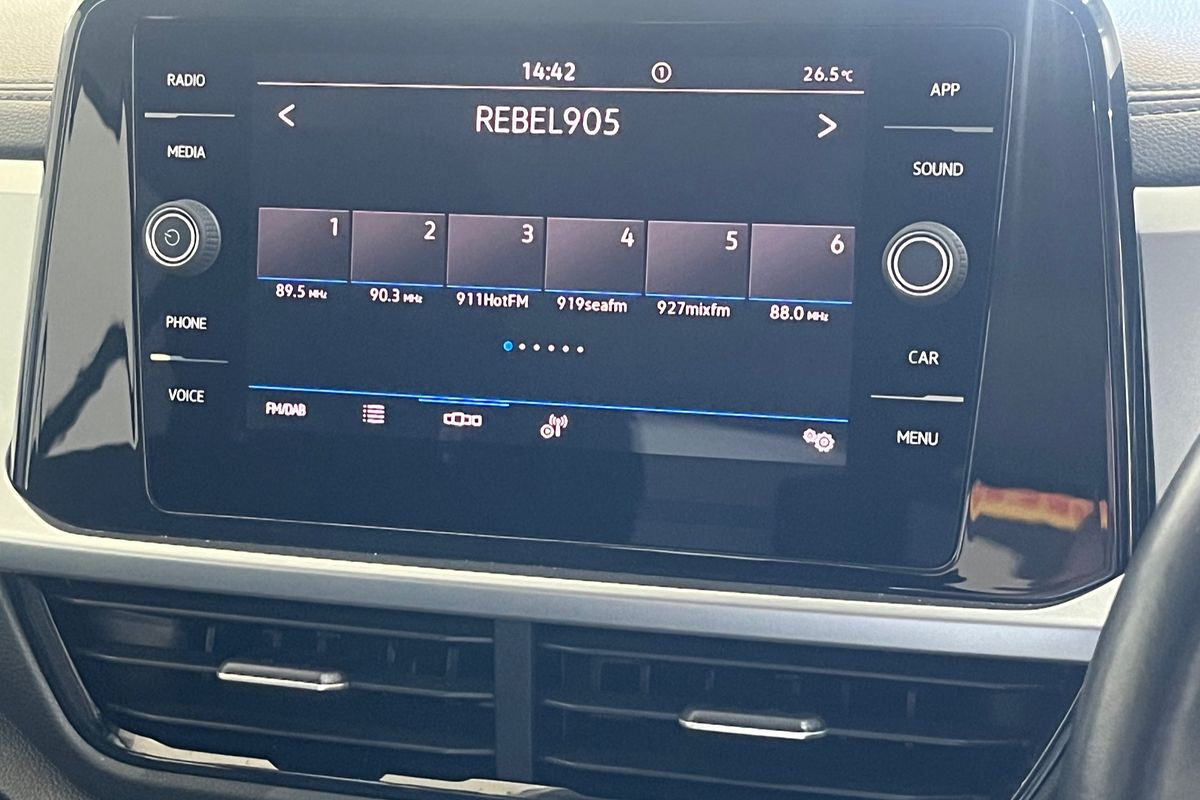 RADIO
MEDIA
PHONE
VOICE
14:42 1 26.5°C
< REBEL905 >
1 2 3 4 5 6
89.5 MHz 90.3 MHz 911HotFM 919seafm 927mixfm 88.0 MHz
FM/DAB
APP
SOUND
CAR
MENU